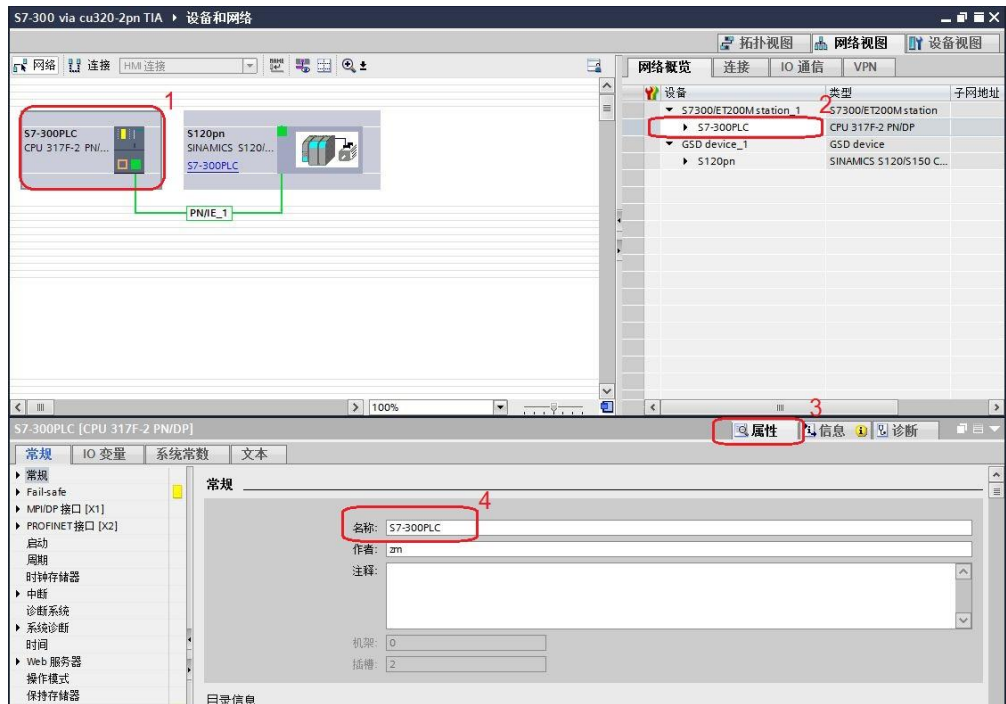 S7-300 via cu320-2pn TIA ▸ 设备和网络
拓扑视图 网络视图 设备视图
网络 连接 HMI 连接
网络概览 连接 IO 通信 VPN
设备 类型 子网地址
1
2
S7300/ET200M station_1 S7300/ET200M station
S7-300PLC CPU 317F-2 PN/DP
GSD device_1 GSD device
S120pn SINAMICS S120/S150 C...
S7-300PLC
CPU 317F-2 PN/...
S120pn
SINAMICS S120/...
S7-300PLC
PN/IE_1
100%
3
S7-300PLC [CPU 317F-2 PN/DP]
属性 信息 诊断
常规 IO 变量 系统常数 文本
常规
Fail-safe
MPI/DP 接口 [X1]
PROFINET接口 [X2]
启动
周期
时钟存储器
中断
诊断系统
系统诊断
时间
Web 服务器
操作模式
保持存储器
常规
4
名称: S7-300PLC
作者: zm
注释:
机架: 0
插槽: 2
目录信息